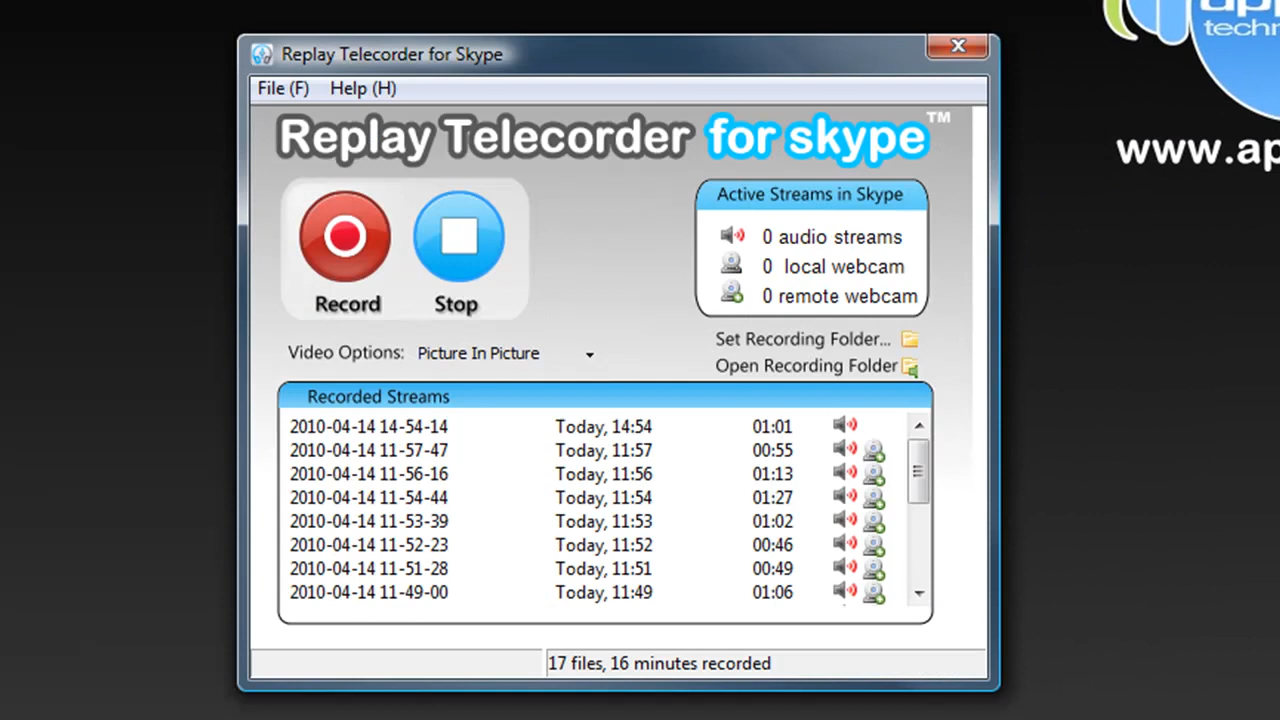 Replay Telecorder for Skype
File (F) Help (H)
Replay Telecorder for skype™
Record Stop
Active Streams in Skype
0 audio streams
0 local webcam
0 remote webcam
Set Recording Folder...
Open Recording Folder
Video Options: Picture In Picture
Recorded Streams
2010-04-14 14-54-14 Today, 14:54 01:01
2010-04-14 11-57-47 Today, 11:57 00:55
2010-04-14 11-56-16 Today, 11:56 01:13
2010-04-14 11-54-44 Today, 11:54 01:27
2010-04-14 11-53-39 Today, 11:53 01:02
2010-04-14 11-52-23 Today, 11:52 00:46
2010-04-14 11-51-28 Today, 11:51 00:49
2010-04-14 11-49-00 Today, 11:49 01:06
17 files, 16 minutes recorded
techn
www.ap